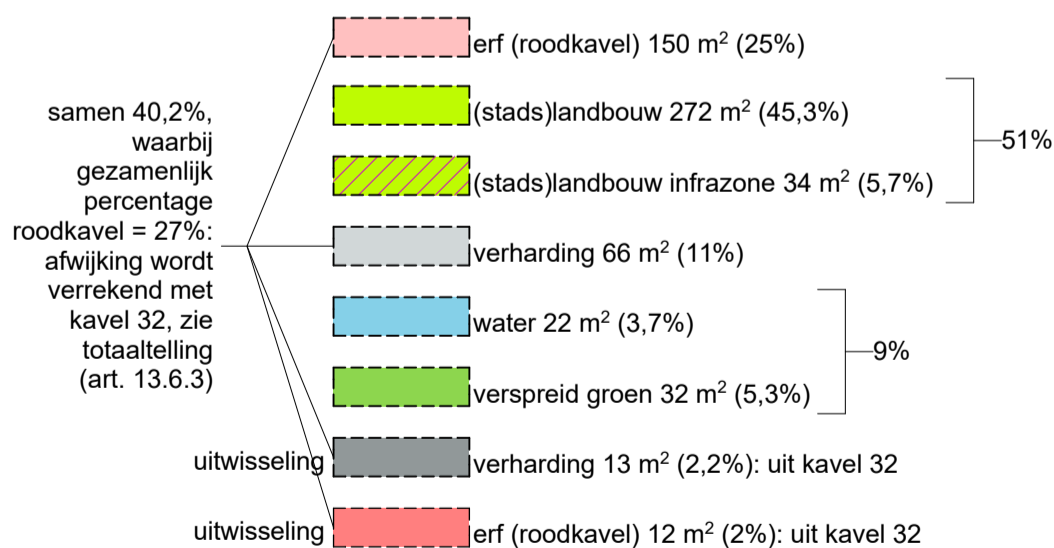 erf (roodkavel) 150 m² (25%)
samen 40,2%,
waarbij
gezamenlijk
percentage
roodkavel = 27%:
afwijking wordt
verrekend met
kavel 32, zie
totaaltelling
(art. 13.6.3)
(stads)landbouw 272 m² (45,3%)
51%
(stads)landbouw infrazone 34 m² (5,7%)
verharding 66 m² (11%)
water 22 m² (3,7%)
9%
verspreid groen 32 m² (5,3%)
uitwisseling verharding 13 m² (2,2%): uit kavel 32
uitwisseling erf (roodkavel) 12 m² (2%): uit kavel 32